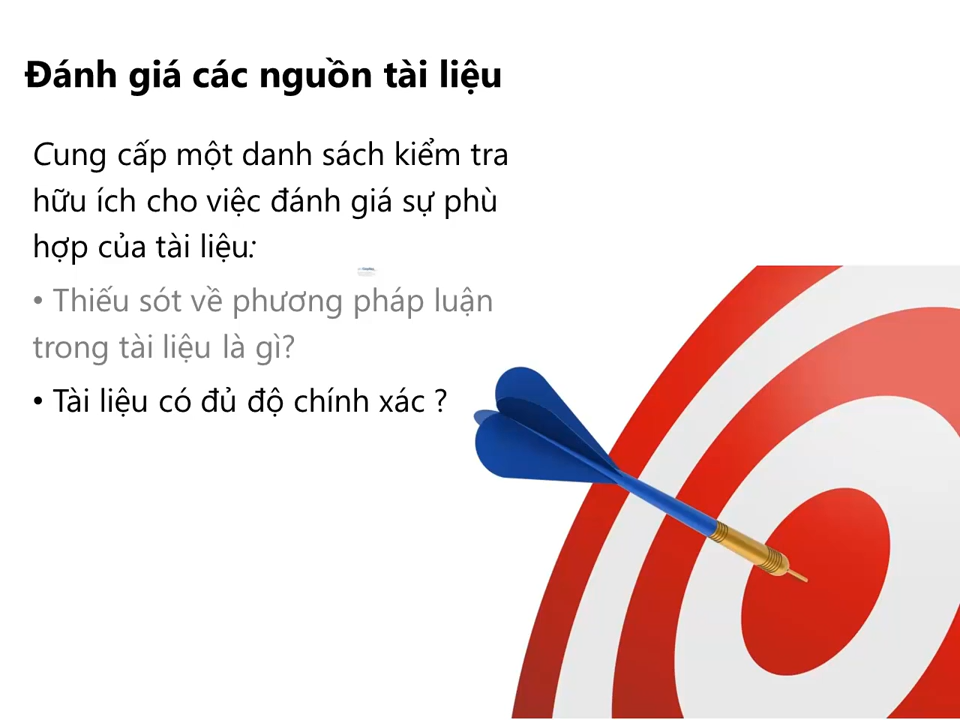 Đánh giá các nguồn tài liệu
Cung cấp một danh sách kiểm tra
hữu ích cho việc đánh giá sự phù
hợp của tài liệu:
• Thiếu sót về phương pháp luận
trong tài liệu là gì?
• Tài liệu có đủ độ chính xác ?